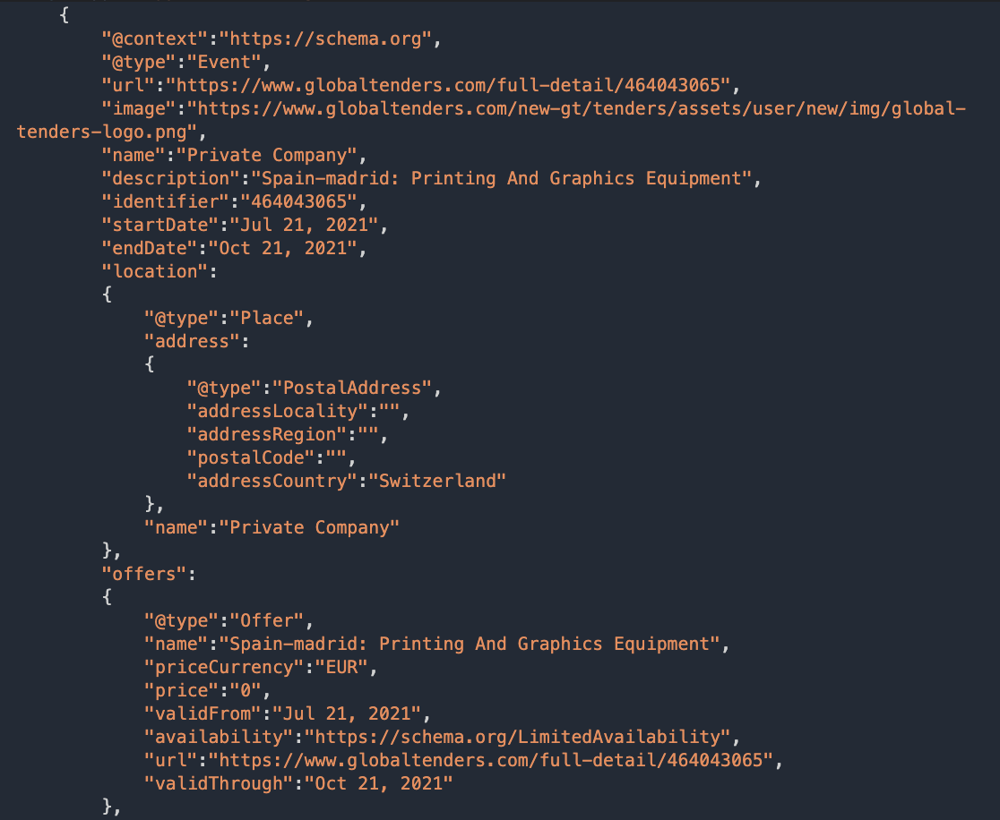 {
"@context":"https://schema.org",
"@type":"Event",
"url":"https://www.globaltenders.com/full-detail/464043065",
"image":"https://www.globaltenders.com/new-gt/tenders/assets/user/new/img/global-
tenders-logo.png",
"name":"Private Company",
"description":"Spain-madrid: Printing And Graphics Equipment",
"identifier":"464043065",
"startDate":"Jul 21, 2021",
"endDate":"Oct 21, 2021",
"location":
{
"@type":"Place",
"address":
{
"@type":"PostalAddress",
"addressLocality":"",
"addressRegion":"",
"postalCode":"",
"addressCountry":"Switzerland"
},
"name":"Private Company"
},
"offers":
{
"@type":"Offer",
"name":"Spain-madrid: Printing And Graphics Equipment",
"priceCurrency":"EUR",
"price":"0",
"validFrom":"Jul 21, 2021",
"availability":"https://schema.org/LimitedAvailability",
"url":"https://www.globaltenders.com/full-detail/464043065",
"validThrough":"Oct 21, 2021"
},